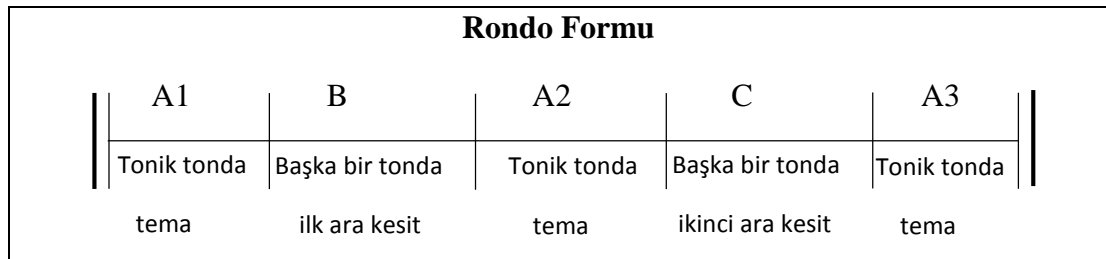 Rondo Formu
A1 B A2 C A3
Tonik tonda Başka bir tonda Tonik tonda Başka bir tonda Tonik tonda
tema ilk ara kesit tema ikinci ara kesit tema